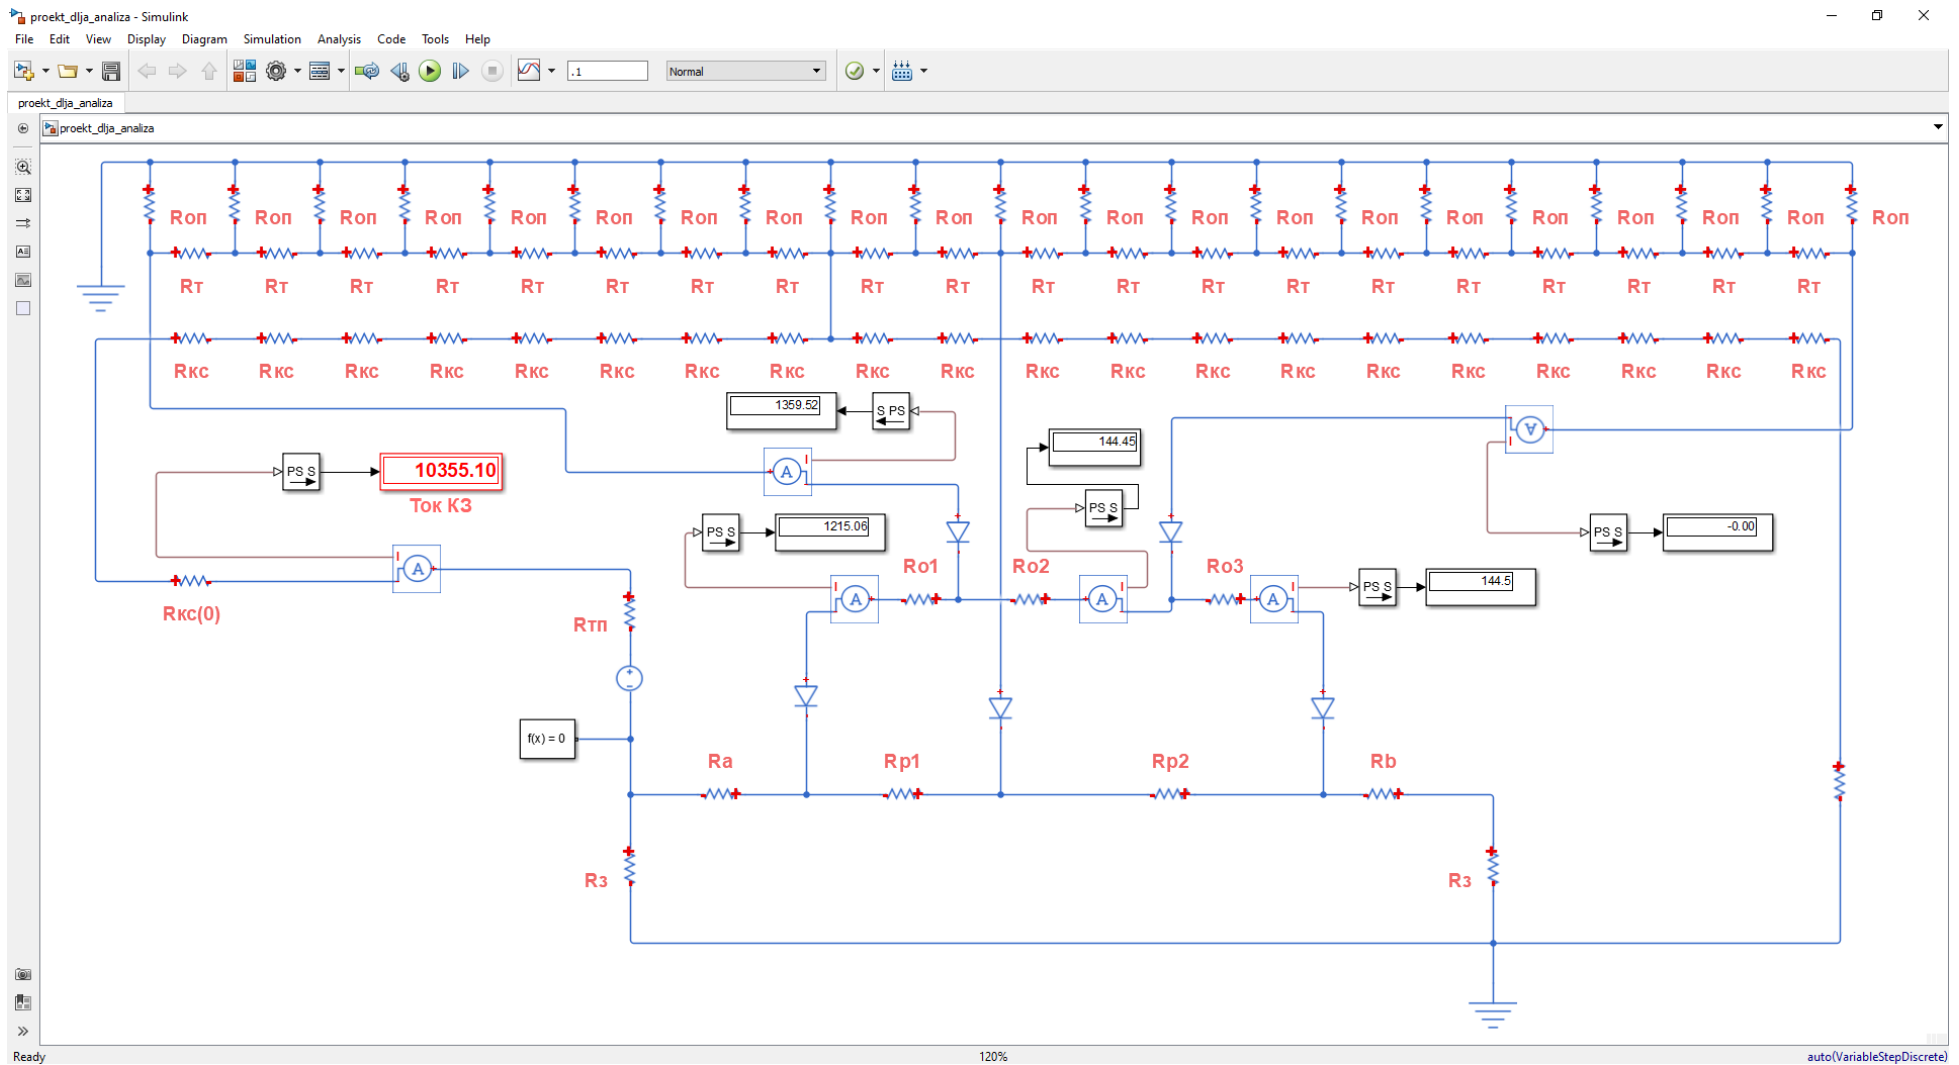 proekt_dlja_analiza - Simulink
File Edit View Display Diagram Simulation Analysis Code Tools Help
.1 Normal
proekt_dlja_analiza
proekt_dlja_analiza
Rоп Rоп Rоп Rоп Rоп Rоп Rоп Rоп Rоп Rоп Rоп Rоп Rоп Rоп Rоп Rоп Rоп Rоп Rоп Rоп Rоп
Rт Rт Rт Rт Rт Rт Rт Rт Rт Rт Rт Rт Rт Rт Rт Rт Rт Rт Rт Rт
Rкс Rкс Rкс Rкс Rкс Rкс Rкс Rкс Rкс Rкс Rкс Rкс Rкс Rкс Rкс Rкс Rкс Rкс Rкс Rкс
1359.52 S PS
A
144.45
PS S 10355.10
Ток КЗ
A
I
I
PS S
PS S 1215.06
PS S -0.00
A
I
Rкс(0)
Rтп
Ro1 Ro2 Ro3
I A
A I
A I
PS S 144.5
f(x) = 0
Ra Rp1 Rp2 Rb
Rз Rз
Ready 120% auto(VariableStepDiscrete)